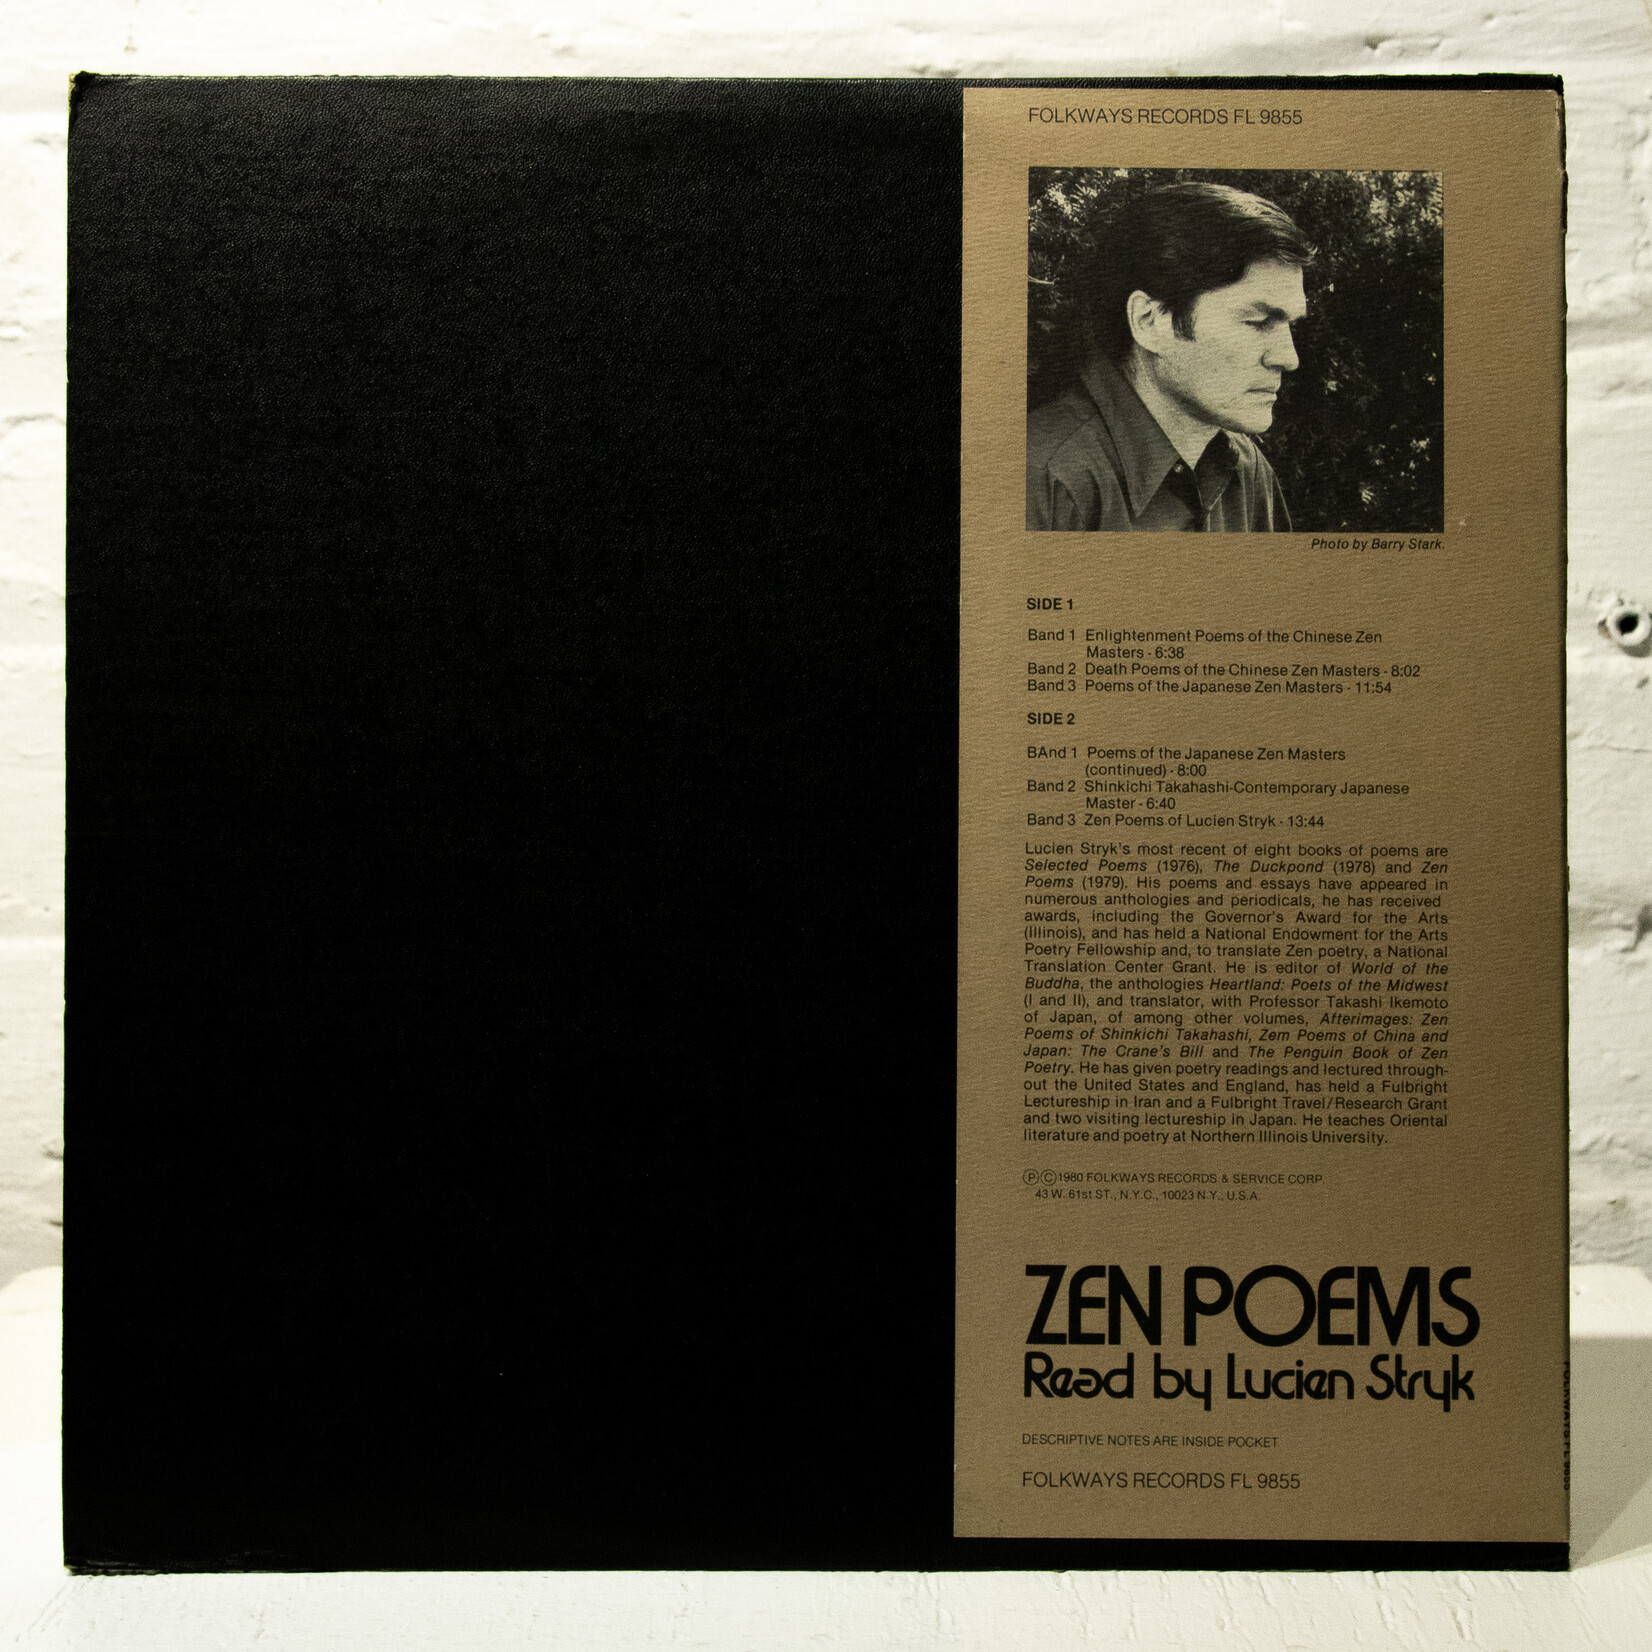 FOLKWAYS RECORDS FL 9855
Photo by Barry Stark.
SIDE 1
Band 1 Enlightenment Poems of the Chinese Zen
Masters - 6:38
Band 2 Death Poems of the Chinese Zen Masters - 8:02
Band 3 Poems of the Japanese Zen Masters - 11:54
SIDE 2
BAnd 1 Poems of the Japanese Zen Masters
(continued) - 8:00
Band 2 Shinkichi Takahashi-Contemporary Japanese
Master - 6:40
Band 3 Zen Poems of Lucien Stryk - 13:44
Lucien Stryk's most recent of eight books of poems are
Selected Poems (1976), The Duckpond (1978) and Zen
Poems (1979). His poems and essays have appeared in
numerous anthologies and periodicals, he has received
awards, including the Governor's Award for the Arts
(Illinois), and has held a National Endowment for the Arts
Poetry Fellowship and, to translate Zen poetry, a National
Translation Center Grant. He is editor of World of the
Buddha, the anthologies Heartland: Poets of the Midwest
(I and II), and translator, with Professor Takashi Ikemoto
of Japan, of among other volumes, Afterimages: Zen
Poems of Shinkichi Takahashi, Zem Poems of China and
Japan: The Crane's Bill and The Penguin Book of Zen
Poetry. He has given poetry readings and lectured through-
out the United States and England, has held a Fulbright
Lectureship in Iran and a Fulbright Travel/Research Grant
and two visiting lectureship in Japan. He teaches Oriental
literature and poetry at Northern Illinois University.
Ⓟ©1980 FOLKWAYS RECORDS & SERVICE CORP.
43 W. 61st ST., N.Y.C., 10023 N.Y., U.S.A.
ZEN POEMS
Read by Lucien Stryk
DESCRIPTIVE NOTES ARE INSIDE POCKET
FOLKWAYS RECORDS FL 9855
FOLKWAYS FL 9855